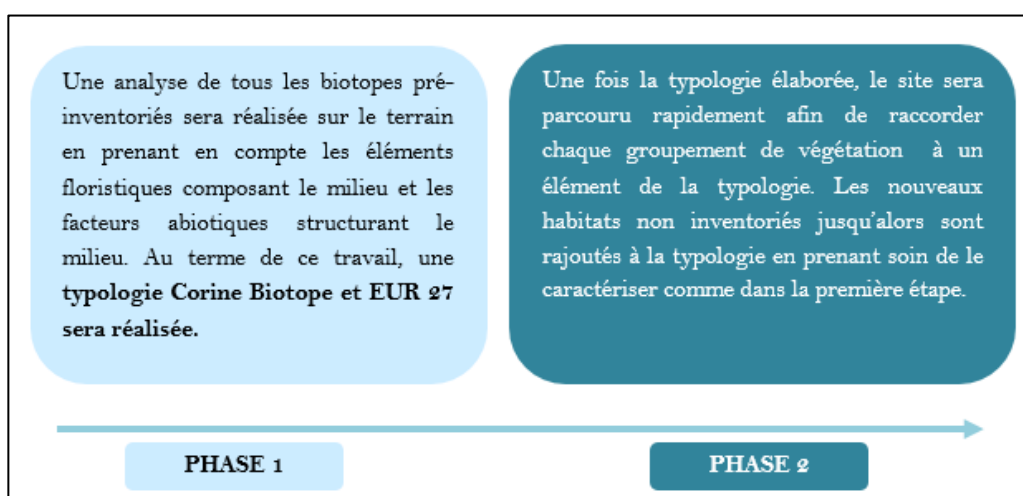 Une analyse de tous les biotopes pré-
inventoriés sera réalisée sur le terrain
en prenant en compte les éléments
floristiques composant le milieu et les
facteurs abiotiques structurant le
milieu. Au terme de ce travail, une
typologie Corine Biotope et EUR 27
sera réalisée.
Une fois la typologie élaborée, le site sera
parcouru rapidement afin de raccorder
chaque groupement de végétation à un
élément de la typologie. Les nouveaux
habitats non inventoriés jusqu'alors sont
rajoutés à la typologie en prenant soin de le
caractériser comme dans la première étape.
PHASE 1
PHASE 2